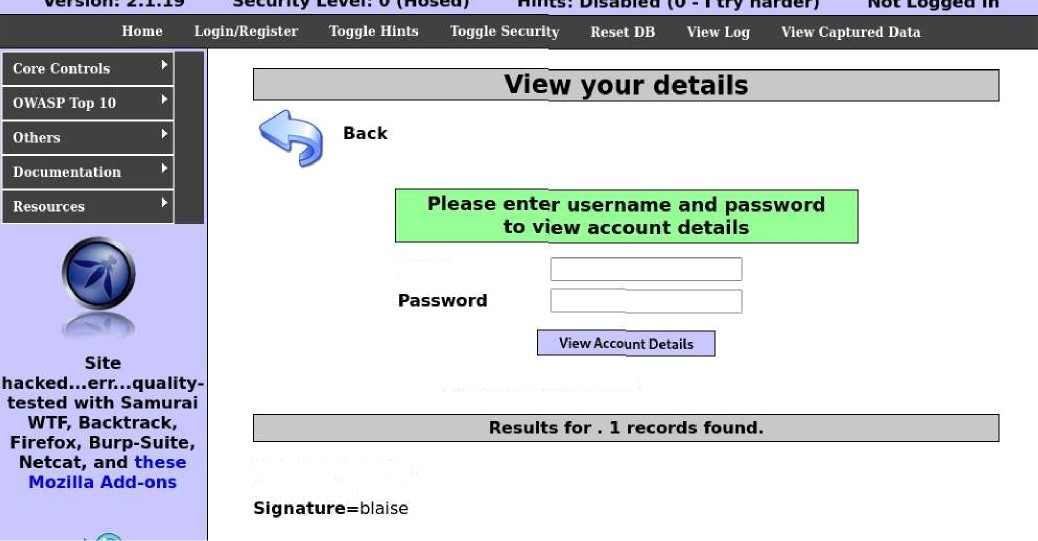 Version: 2.1.19 Security Level: 0 (Hosed) Hints: Disabled (0 - I try harder) Not Logged In
Home Login/Register Toggle Hints Toggle Security Reset DB View Log View Captured Data
Core Controls
OWASP Top 10
Others
Documentation
Resources
View your details
Back
Please enter username and password
to view account details
Password
View Account Details
Results for . 1 records found.
Signature=blaise
Site
hacked...err...quality-
tested with Samurai
WTF, Backtrack,
Firefox, Burp-Suite,
Netcat, and these
Mozilla Add-ons